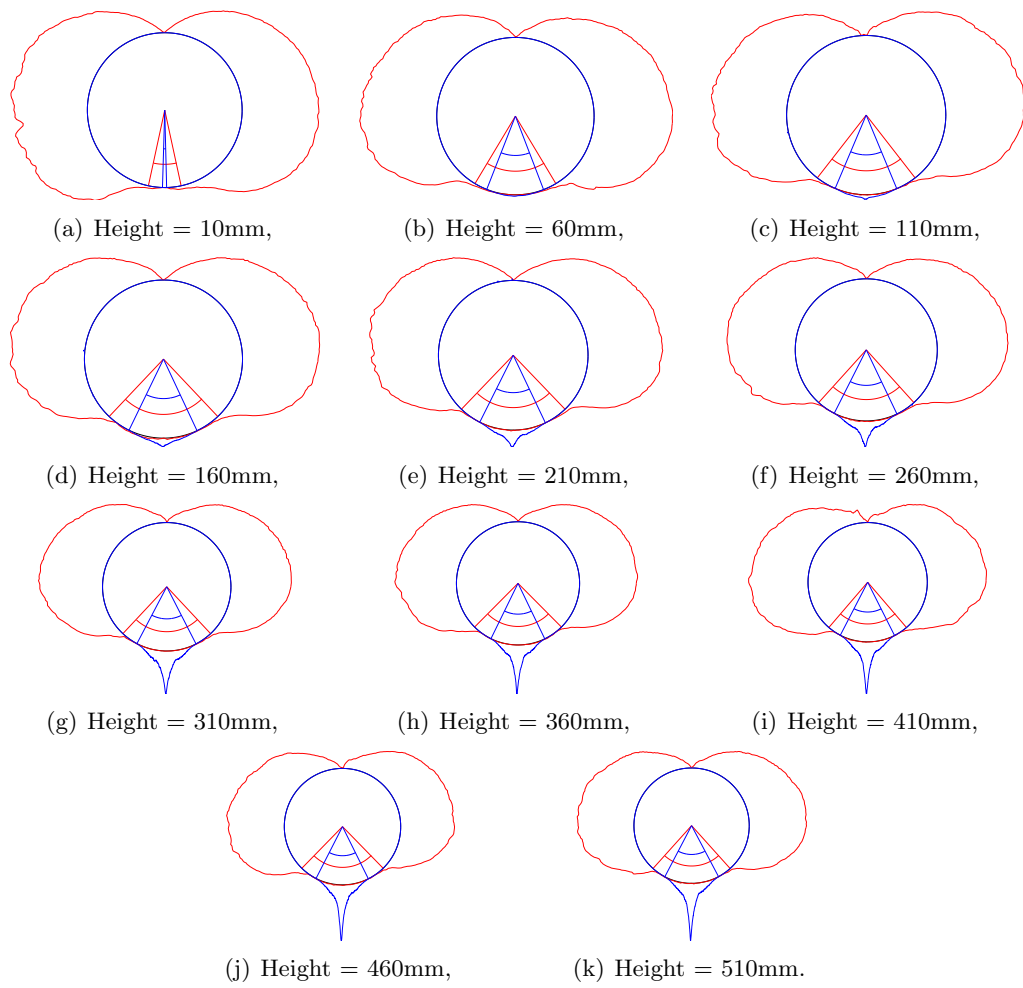 (a) Height = 10mm,
(b) Height = 60mm,
(c) Height = 110mm,
(d) Height = 160mm,
(e) Height = 210mm,
(f) Height = 260mm,
(g) Height = 310mm,
(h) Height = 360mm,
(i) Height = 410mm,
(j) Height = 460mm,
(k) Height = 510mm.